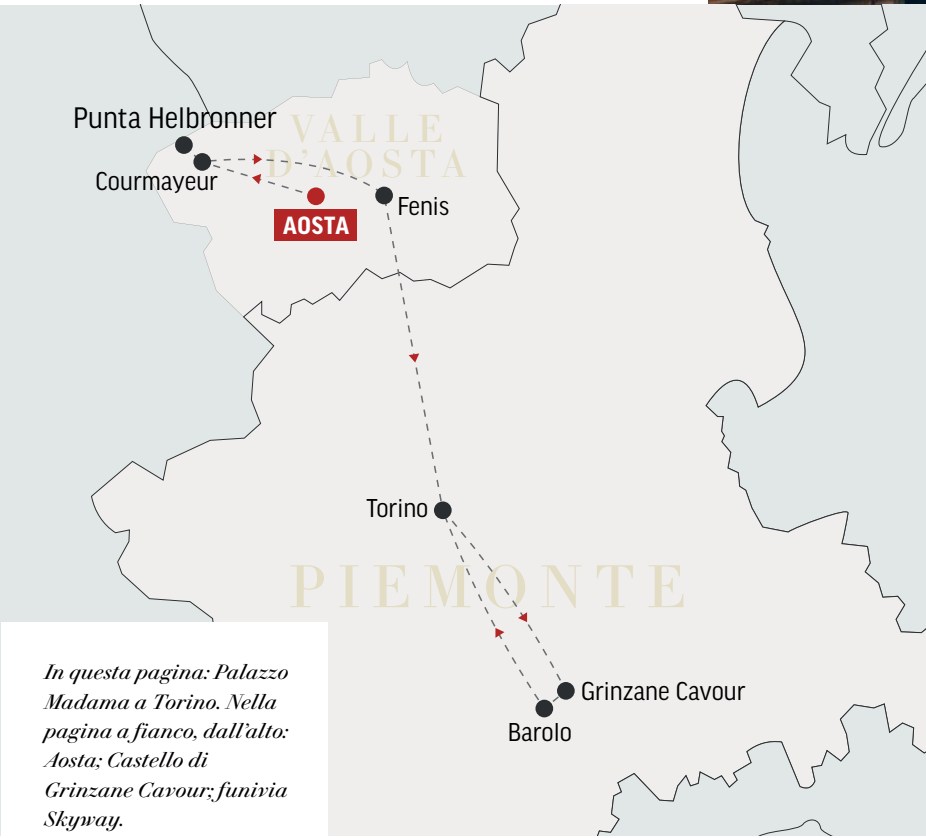 Punta Helbronner
VALLE
D'AOSTA
Courmayeur
Fenis
AOSTA
Torino
PIEMONTE
Grinzane Cavour
Barolo
In questa pagina: Palazzo
Madama a Torino. Nella
pagina a fianco, dall'alto:
Aosta; Castello di
Grinzane Cavour; funivia
Skyway.